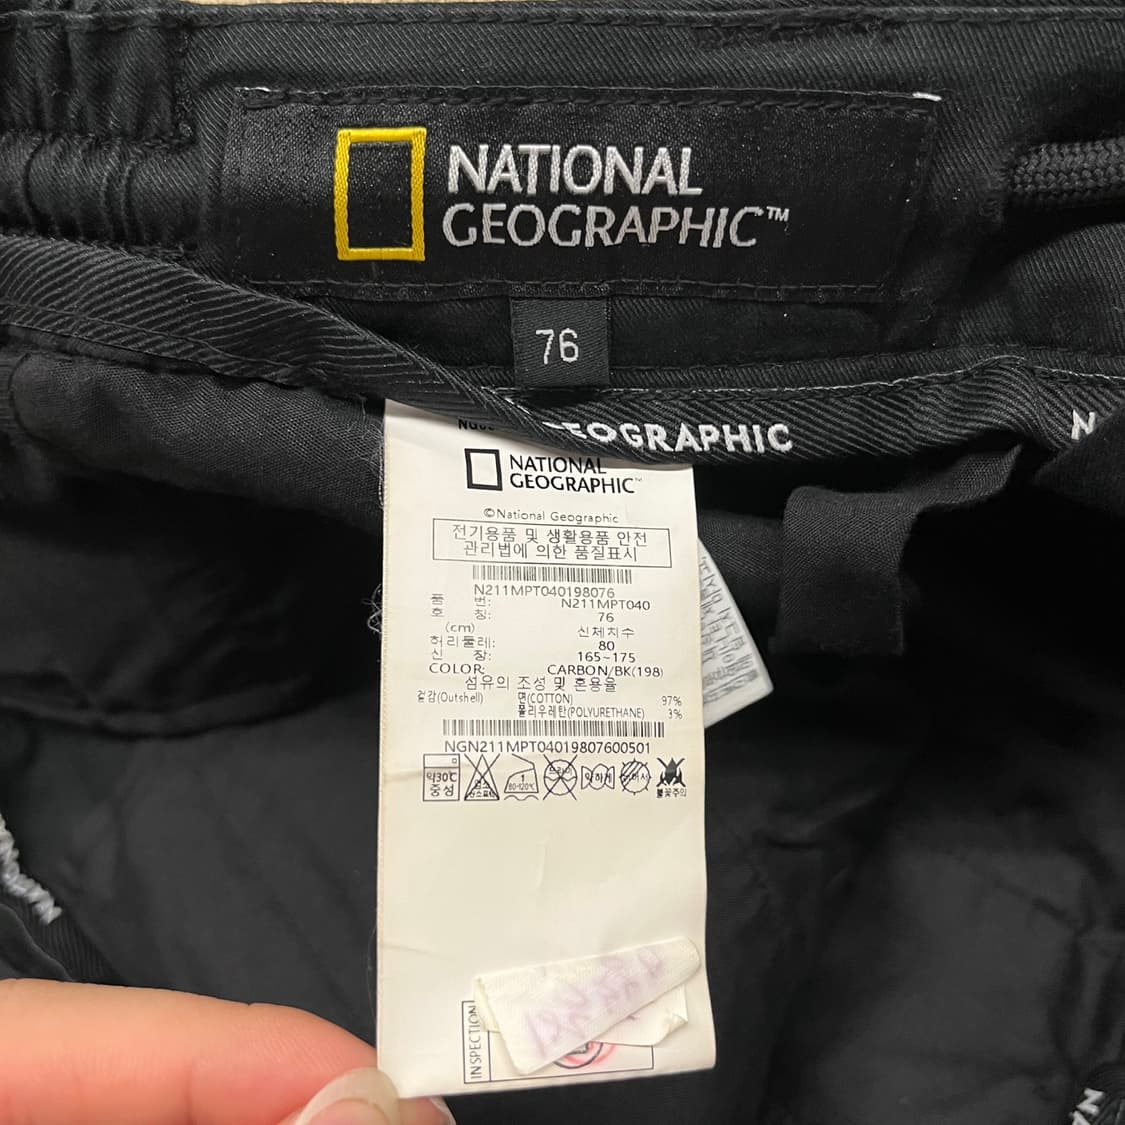 NATIONAL
GEOGRAPHIC™
76
GEOGRAPHIC
N
NATIONAL
GEOGRAPHIC™
©National Geographic
전기용품 및 생활용품 안전
관리법에 의한 품질표시
N211MPT040198076
품 번: N211MPT040
호 칭: 76
(cm) 신체치수
허리둘레: 80
신 장: 165~175
COLOR: CARBON/BK(198)
섬유의 조성 및 혼용율
겉감(Outshell) 면(COTTON) 97%
폴리우레탄(POLYURETHANE) 3%
NGN211MPT04019807600501
약30℃
중성
80-120℃
불꽃주의
INSPECTION